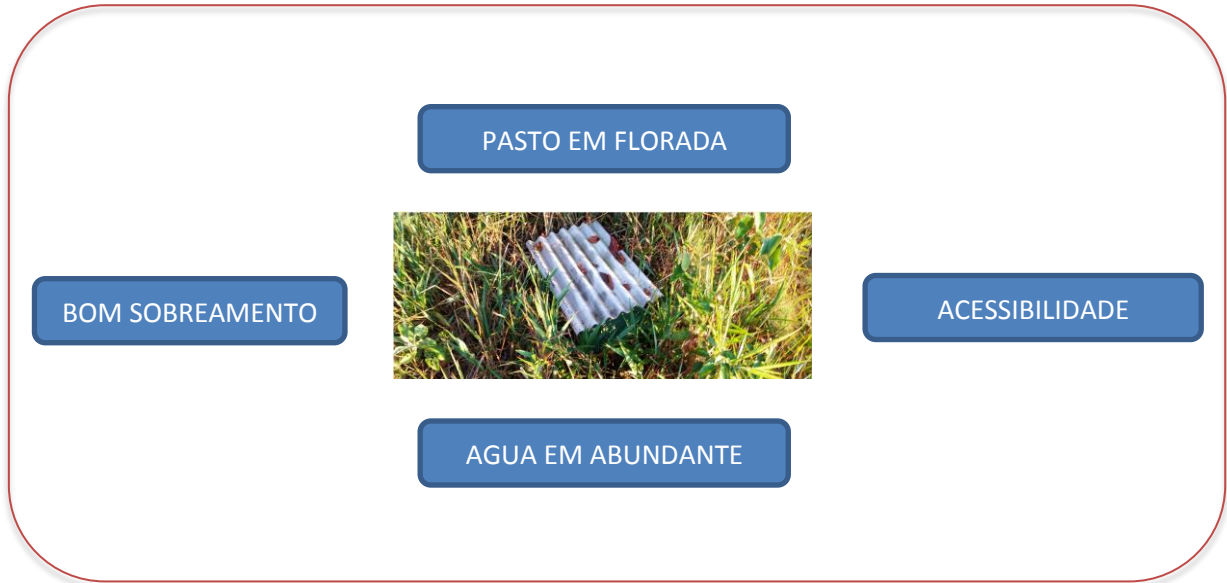 PASTO EM FLORADA
BOM SOBREAMENTO
ACESSIBILIDADE
AGUA EM ABUNDANTE